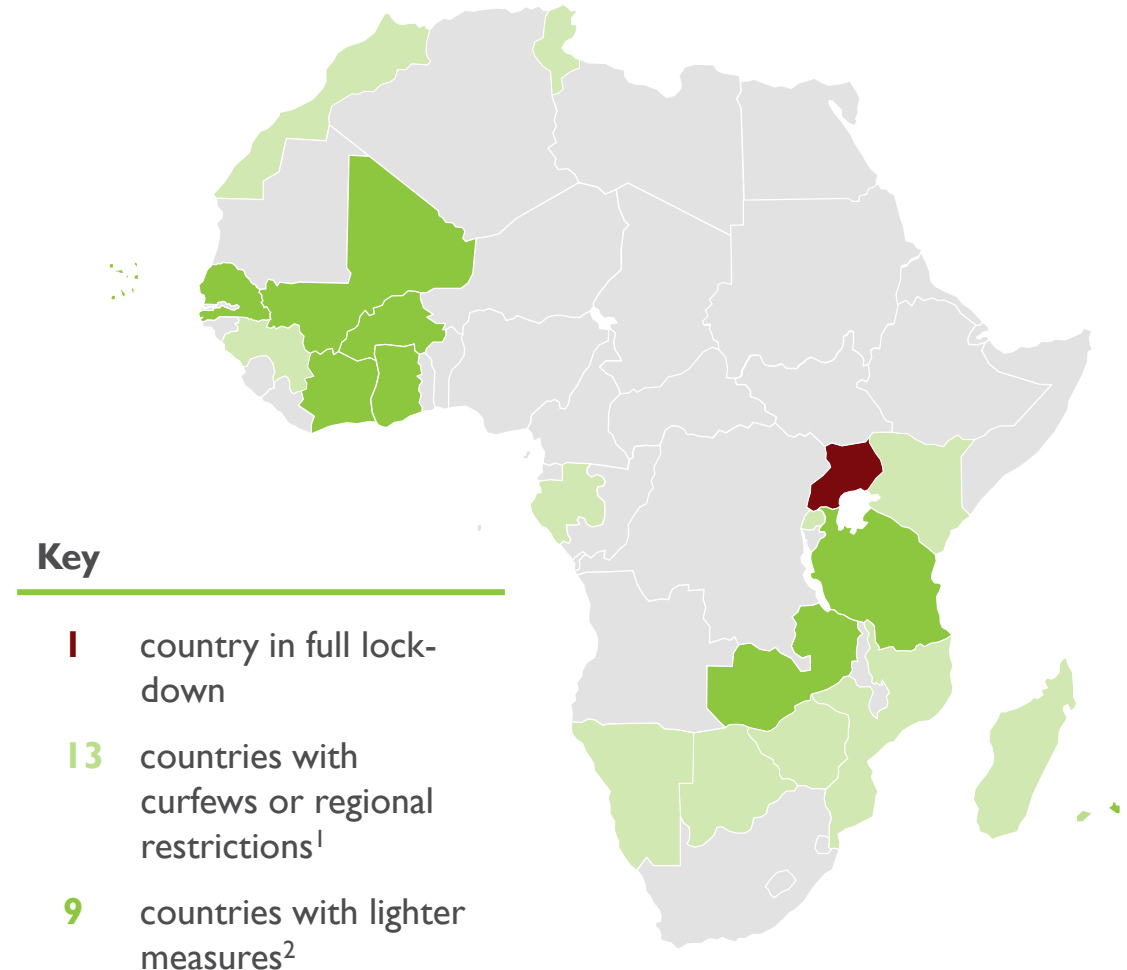 Key
1 country in full lock-
down
13 countries with
curfews or regional
restrictions1
9 countries with lighter
measures2